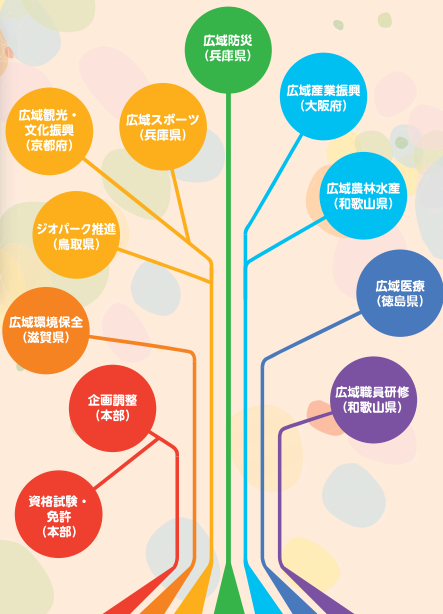 広域防災
(兵庫県)
広域産業振興
(大阪府)
広域観光・
文化振興
(京都府)
広域スポーツ
(兵庫県)
広域農林水産
(和歌山県)
ジオパーク推進
(鳥取県)
広域医療
(徳島県)
広域環境保全
(滋賀県)
企画調整
(本部)
広域職員研修
(和歌山県)
資格試験・
免許
(本部)